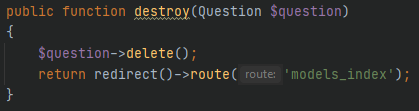 public function destroy(Question $question)
{
    $question->delete();
    return redirect()->route( route: 'models_index');
}